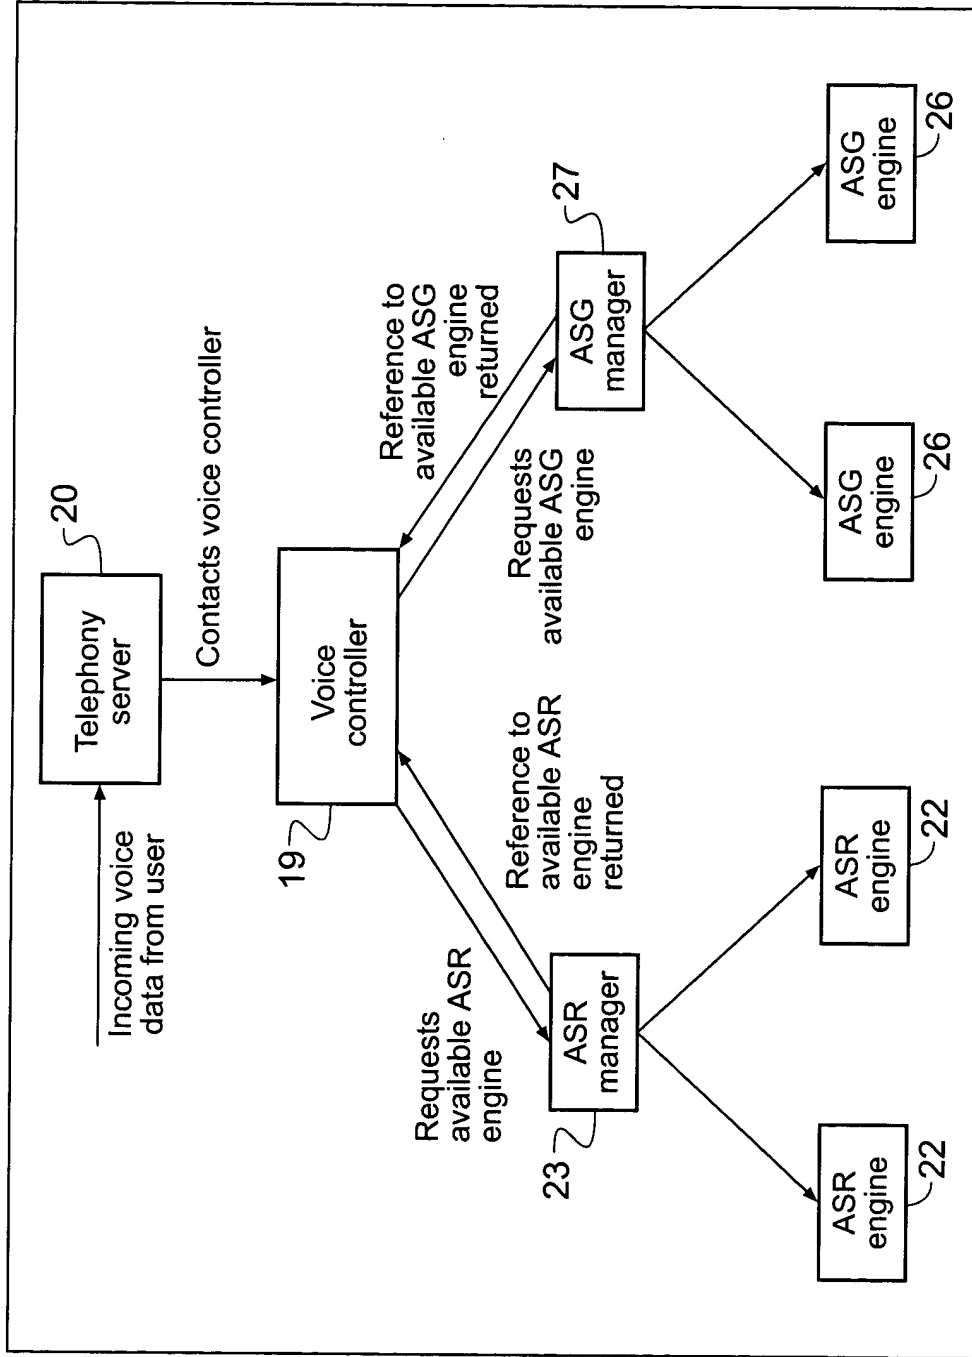 Incoming voice
data from user
Telephony
server
20
Contacts voice controller
Voice
controller
19
Requests
available ASR
engine
Reference to
available ASR
engine
returned
Requests
available ASG
engine
Reference to
available ASG
engine
returned
ASR
manager
23
ASG
manager
27
ASR
engine
22
ASR
engine
22
ASG
engine
26
ASG
engine
26